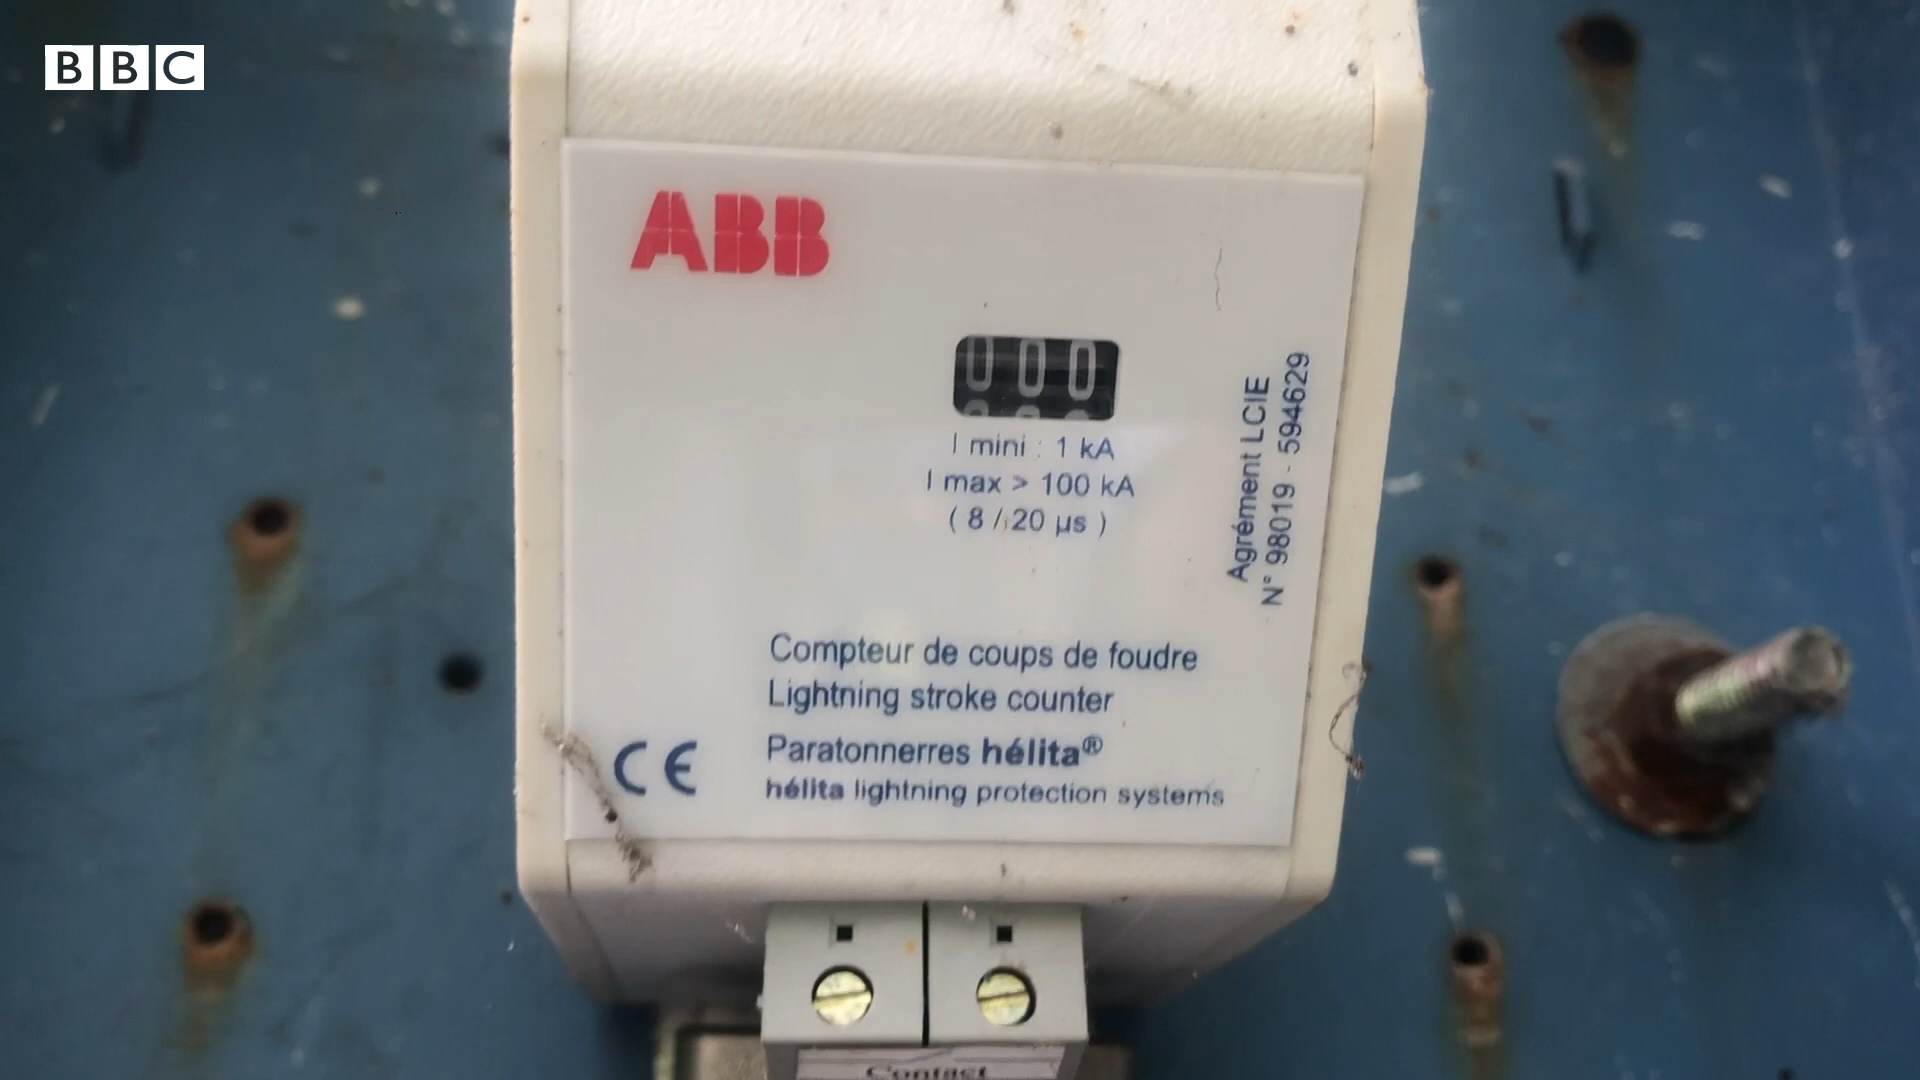 BBC
ABB
000
I mini : 1 kA
I max > 100 kA
( 8 / 20 µs )
Agrément LCIE
N° 98019 - 594629
Compteur de coups de foudre
Lightning stroke counter
Paratonnerres hélita®
hélita lightning protection systems
CE
Contact